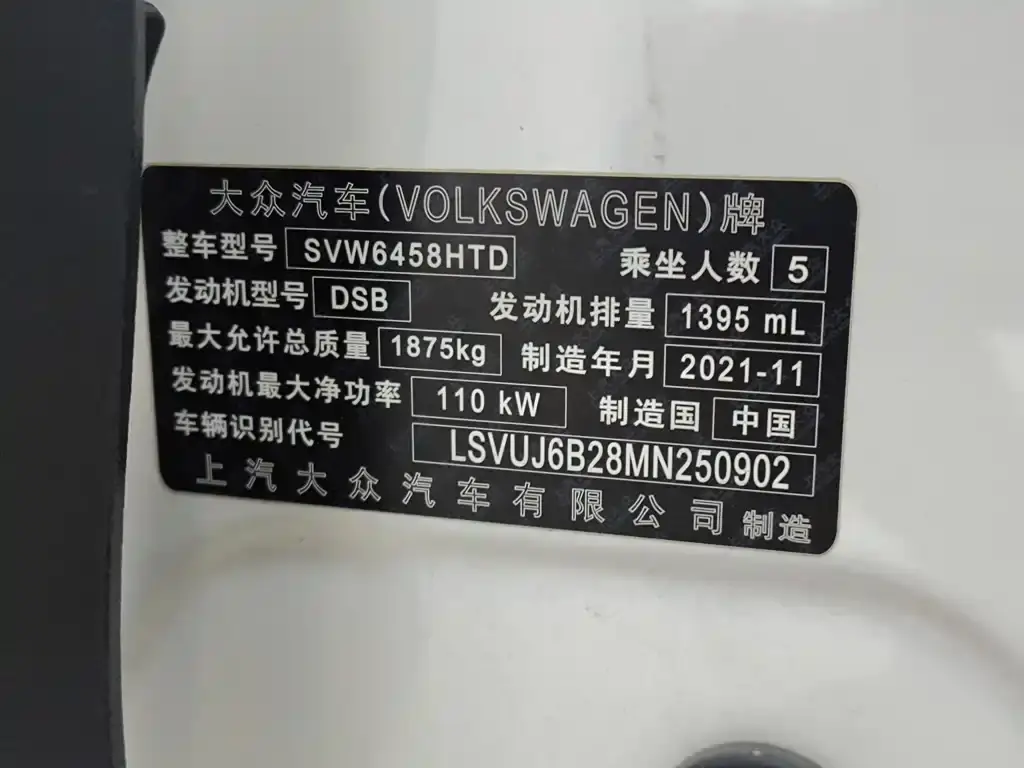 大众汽车(VOLKSWAGEN)牌
整车型号 SVW6458HTD 乘坐人数 5
发动机型号 DSB 发动机排量 1395 mL
最大允许总质量 1875kg 制造年月 2021-11
发动机最大净功率 110 kW 制造国 中国
车辆识别代号 LSVUJ6B28MN250902
上汽大众汽车有限公司 制造